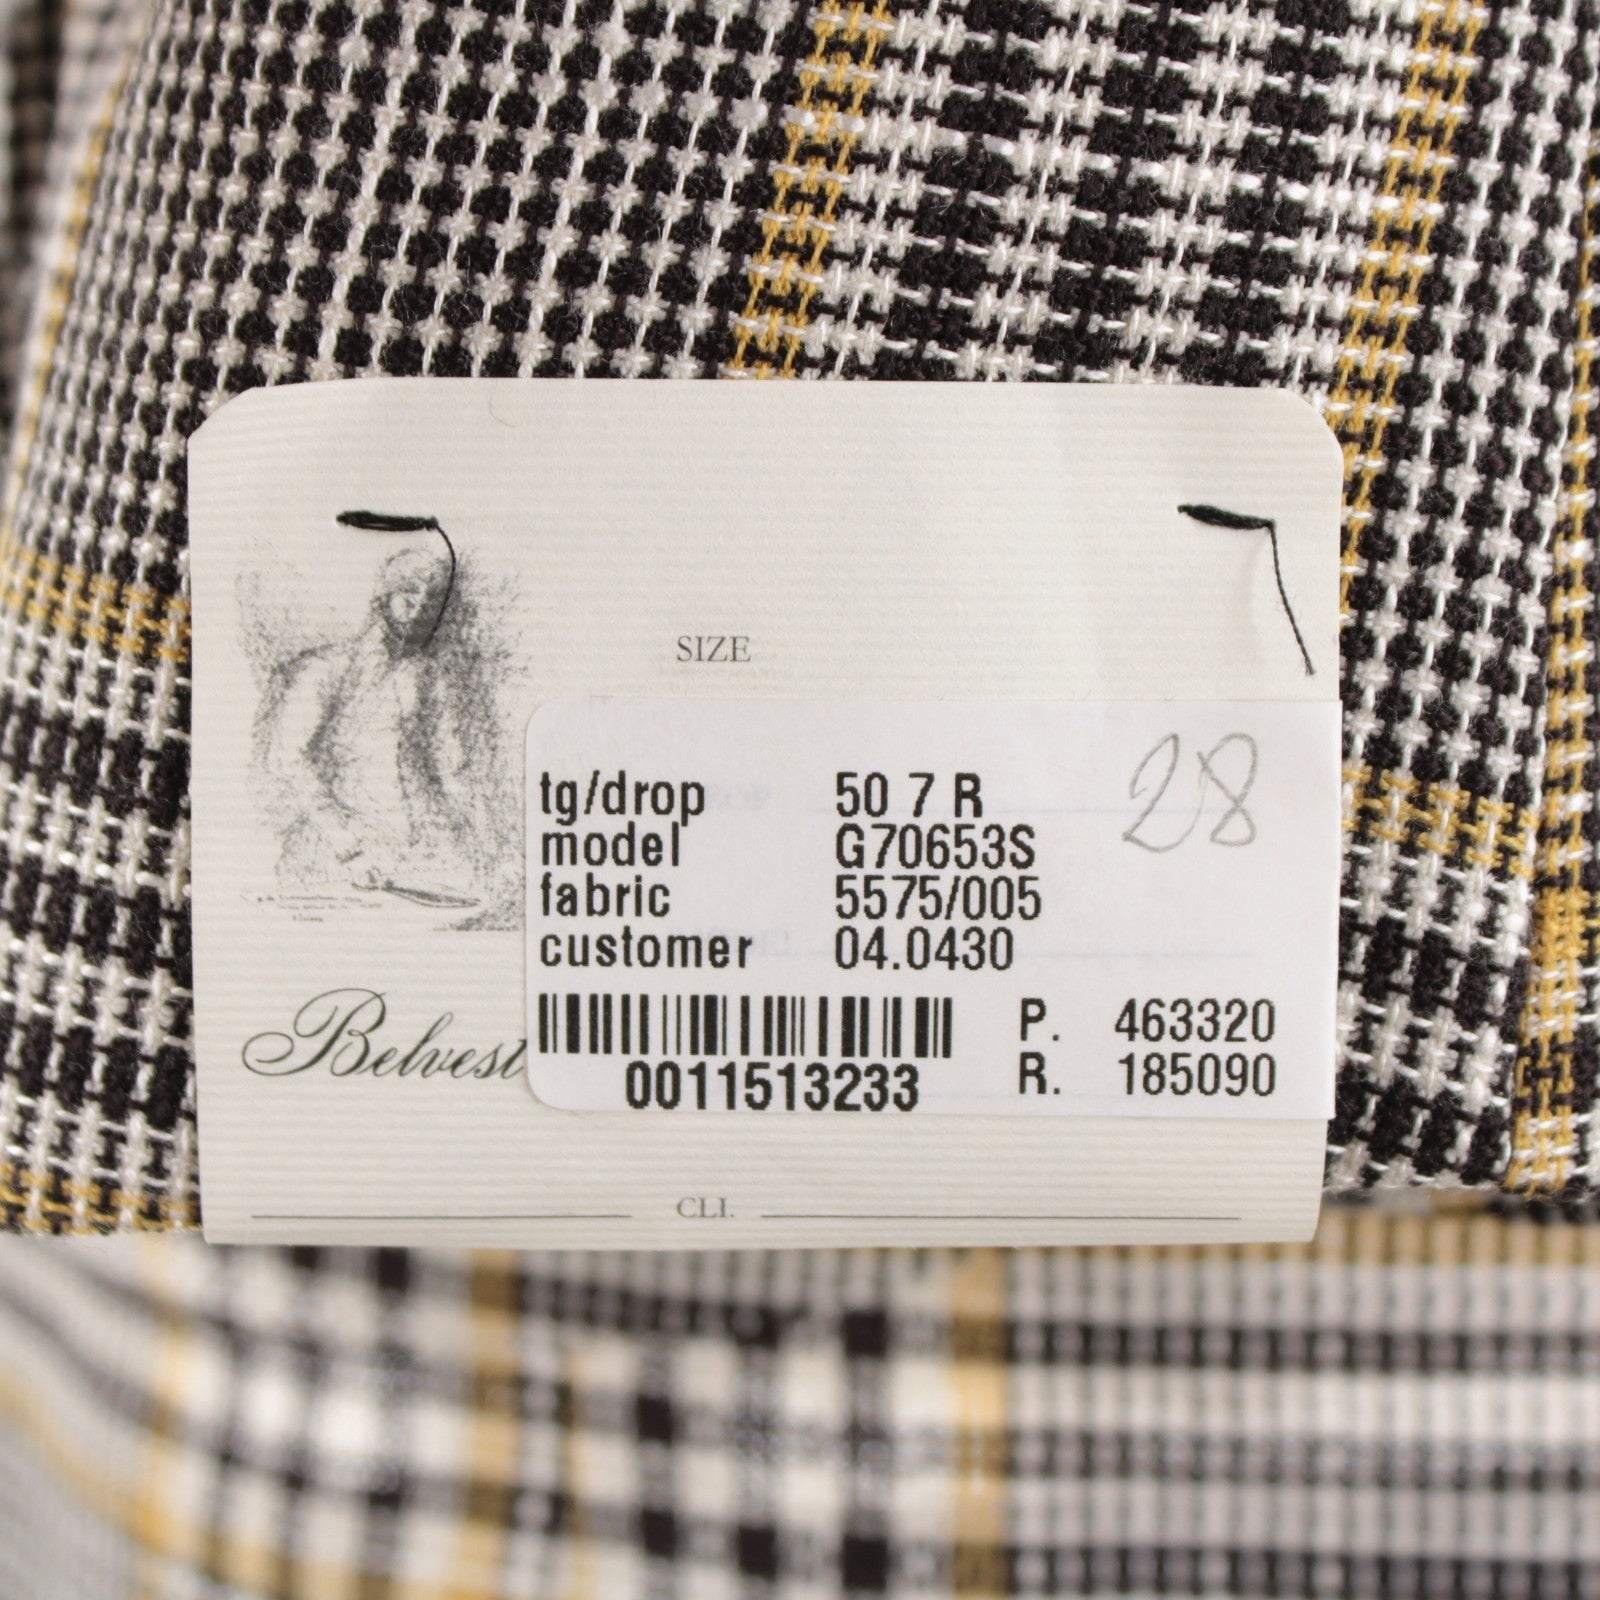 SIZE
28
tg/drop 50 7 R
model G70653S
fabric 5575/005
customer 04.0430
Belvest
P. 463320
R. 185090
0011513233
CLI.